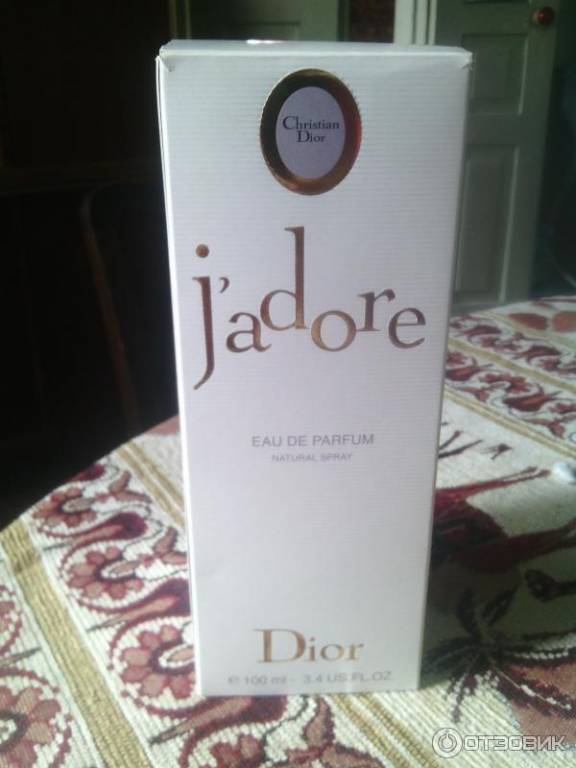 Christian
Dior
j'adore
EAU DE PARFUM
NATURAL SPRAY
Dior
℮ 100 ml - 3.4 US.FL.OZ.
ОТЗОВИК